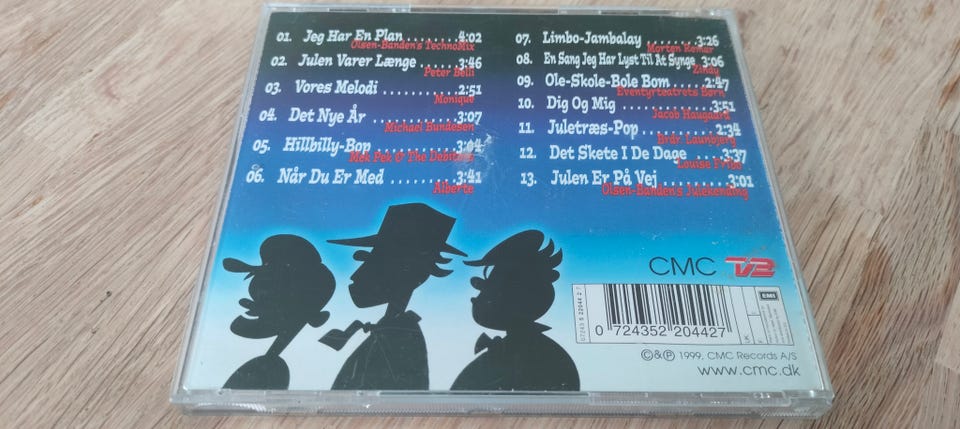 01. Jeg Har En Plan.........4:02
Olsen-Banden's TechnoMix
02. Julen Varer Længe......3:46
Peter Belli
03. Vores Melodi............2:51
Monique
04. Det Nye År............3:07
Michael Bundesen
05. Hillbilly-Bop............3:04
Mek Pek & The
06. Når Du Er Med..........3:41
Alberte
07. Limbo-Jambalay........3:26
Morten Remar
08. En Sang Jeg Har Lyst Til At Synge 3:06
Zindy
09. Ole-Skole-Bole Bom.....2:47
Eventyrteatrets Børn
10. Dig Og Mig............3:51
Jacob Haugaard
11. Juletræs-Pop..........2:34
Brdr. Launbjerg
12. Det Skete I De Dage.....3:37
Louise
13. Julen Er På Vej.........3:01
Olsen-Banden's Julekending
CMC TV2
EMI
UK
0 724352 204427
©&℗ 1999, CMC Records A/S
www.cmc.dk